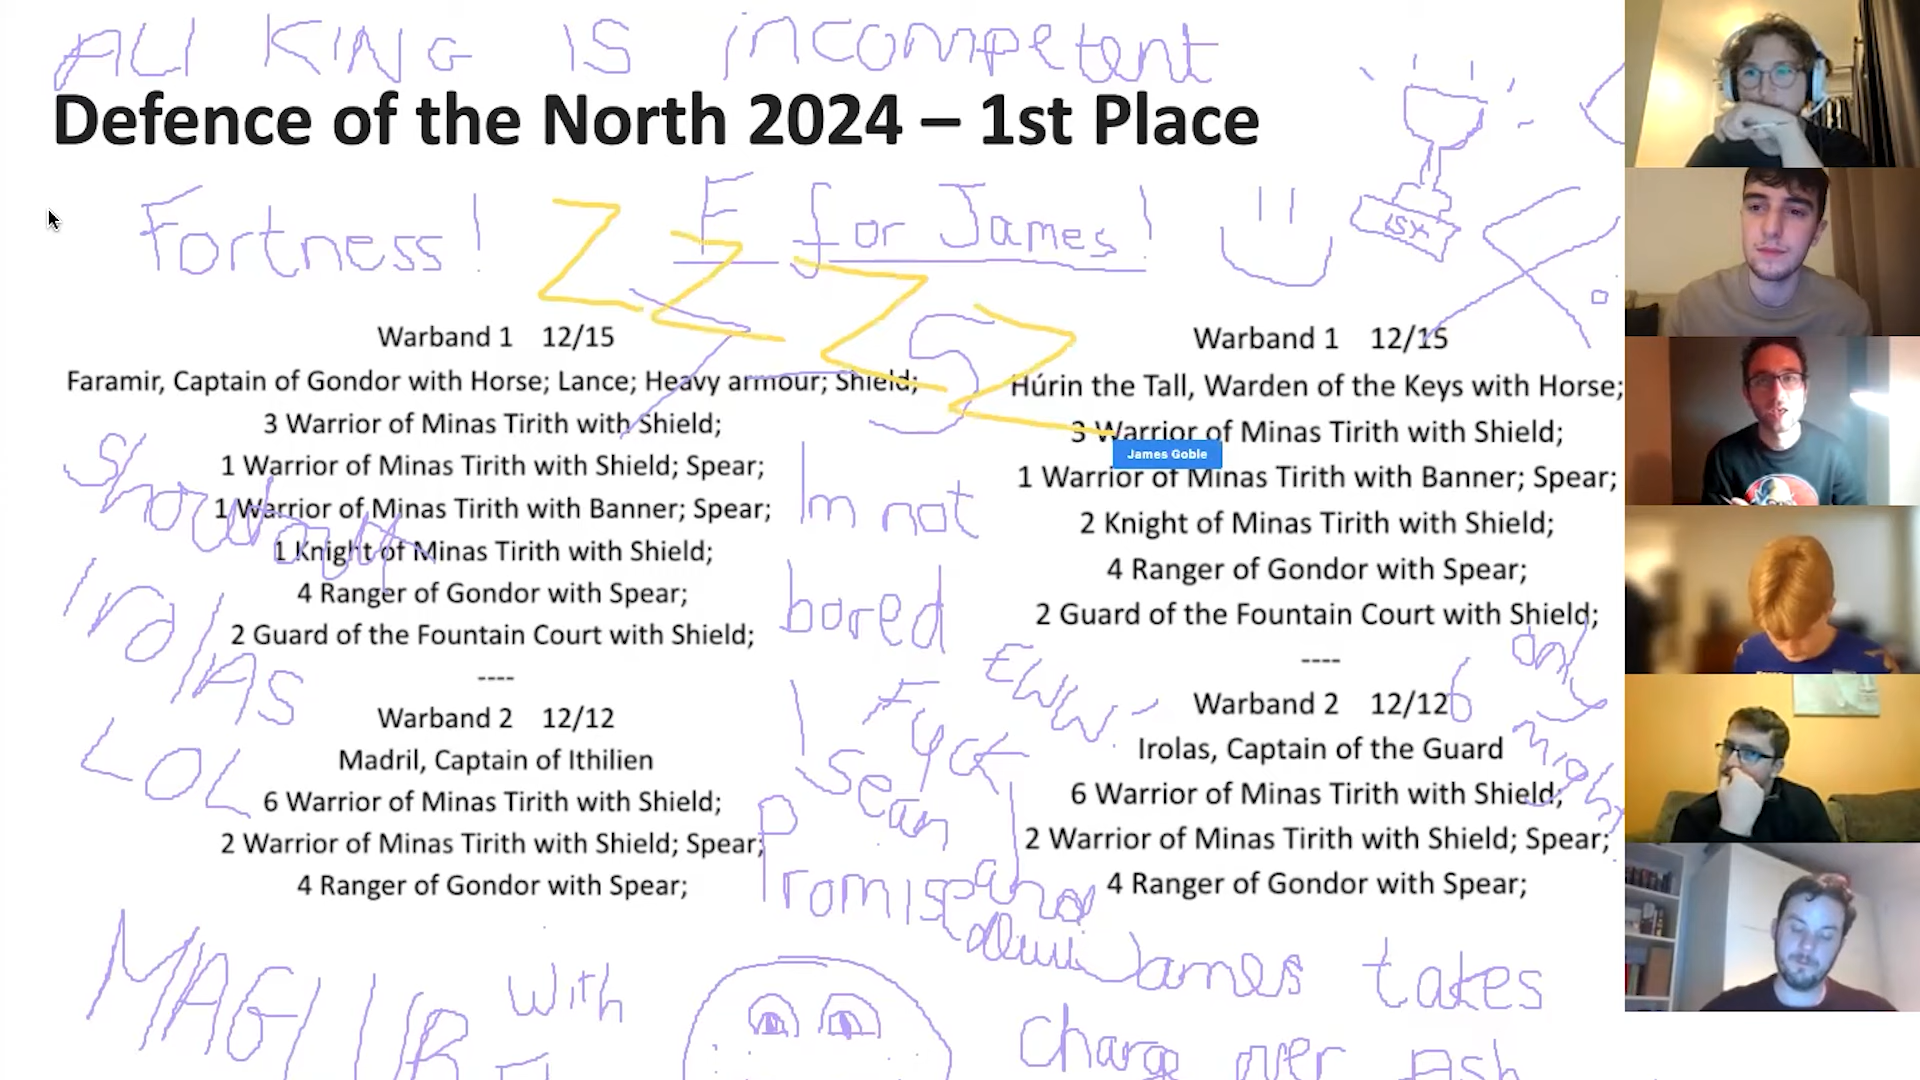 ALI KING IS incompetent
Defence of the North 2024 – 1st Place
Fortness!
F for James!
1st
ZZZZ
Warband 1 12/15
Faramir, Captain of Gondor with Horse; Lance; Heavy armour; Shield;
3 Warrior of Minas Tirith with Shield;
1 Warrior of Minas Tirith with Shield; Spear;
1 Warrior of Minas Tirith with Banner; Spear;
1 Knight of Minas Tirith with Shield;
4 Ranger of Gondor with Spear;
2 Guard of the Fountain Court with Shield;
----
Warband 2 12/12
Madril, Captain of Ithilien
6 Warrior of Minas Tirith with Shield;
2 Warrior of Minas Tirith with Shield; Spear;
4 Ranger of Gondor with Spear;
Warband 1 12/15
Húrin the Tall, Warden of the Keys with Horse;
3 Warrior of Minas Tirith with Shield;
James Goble
1 Warrior of Minas Tirith with Banner; Spear;
2 Knight of Minas Tirith with Shield;
4 Ranger of Gondor with Spear;
2 Guard of the Fountain Court with Shield;
----
Warband 2 12/12
Irolas, Captain of the Guard
6 Warrior of Minas Tirith with Shield;
2 Warrior of Minas Tirith with Shield; Spear;
4 Ranger of Gondor with Spear;
Irolas
LOL
Im not
bored
I
Promise
EWW
Fyck
Sean
and
only
6
might
MAGIIR
With
James takes
charge over Ash